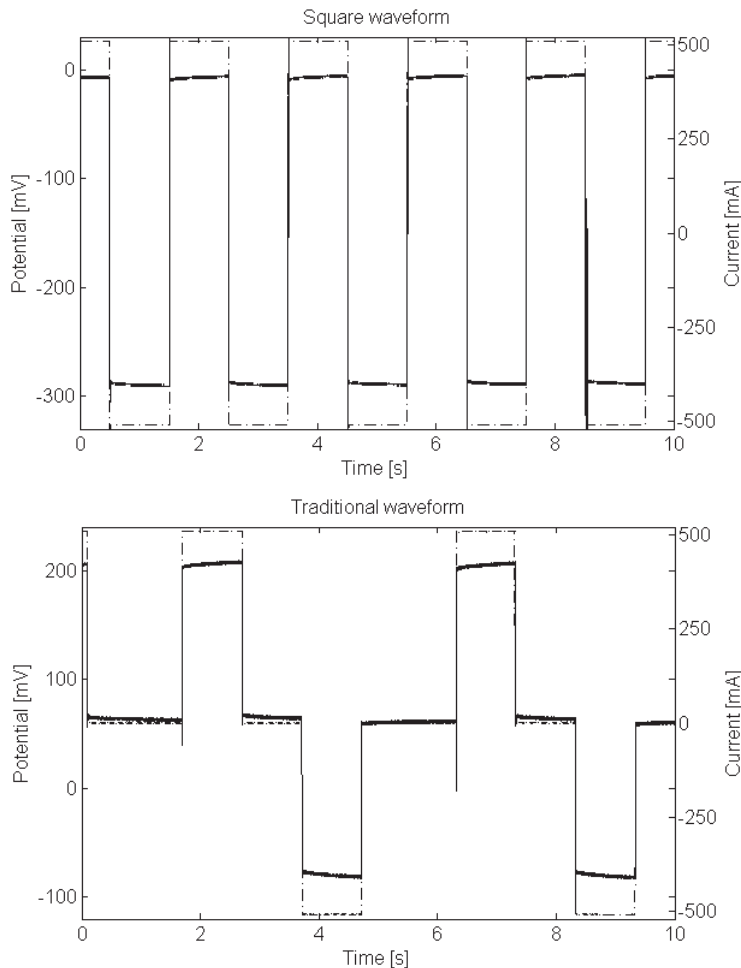 Square waveform
0
-100
-200
-300
Potential [mV]
500
250
0
-250
-500
Current [mA]
0 2 4 6 8 10
Time [s]
Traditional waveform
200
100
0
-100
Potential [mV]
500
250
0
-250
-500
Current [mA]
0 2 4 6 8 10
Time [s]